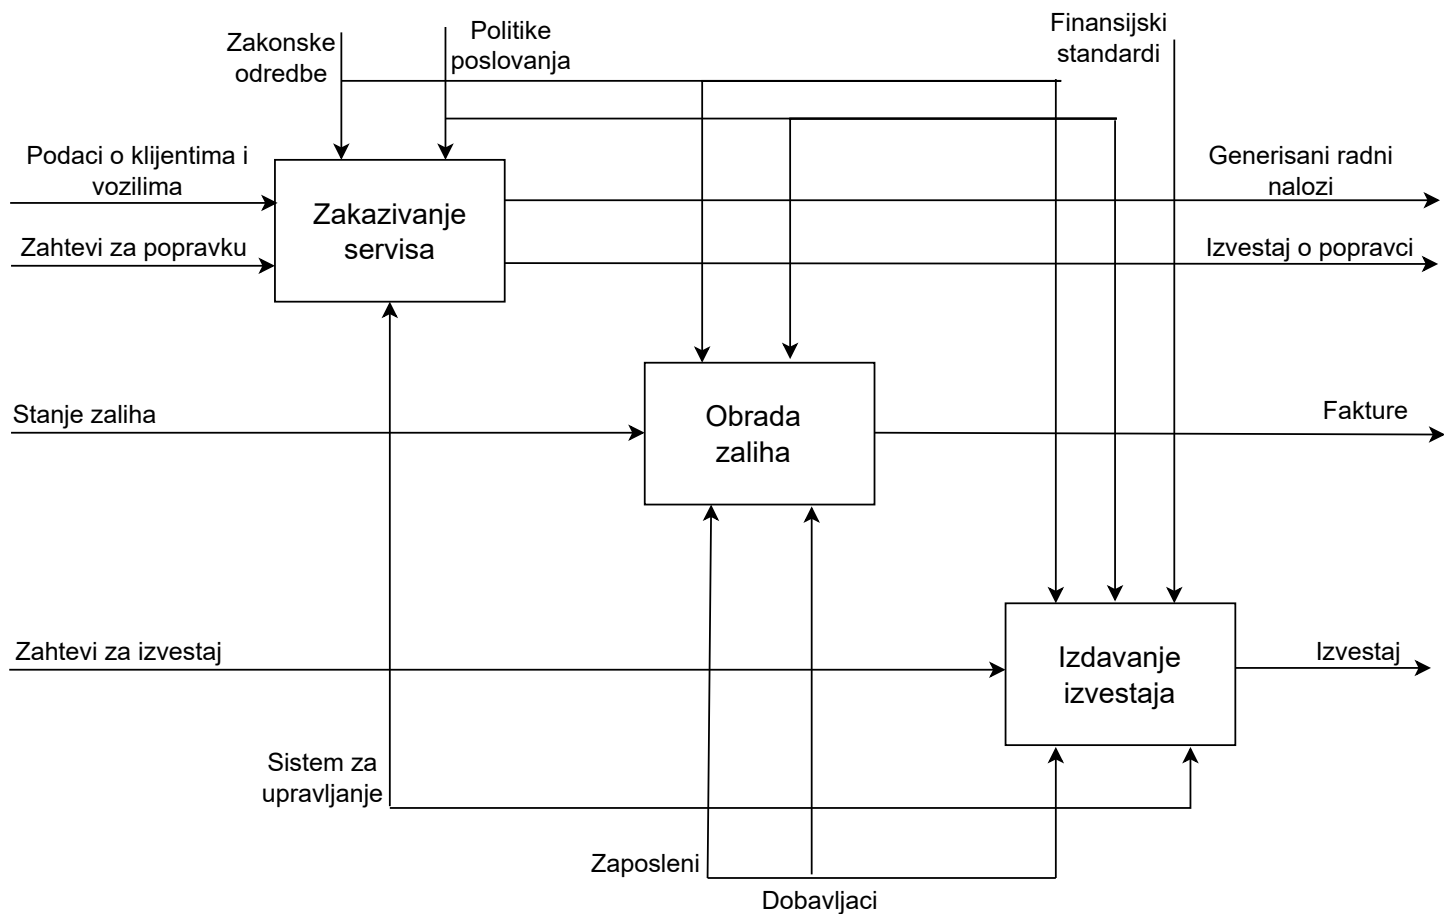 Zakonske
odredbe
Politike
poslovanja
Finansijski
standardi
Podaci o klijentima i
vozilima
Zahtevi za popravku
Zakazivanje
servisa
Generisani radni
nalozi
Izvestaj o popravci
Stanje zaliha
Obrada
zaliha
Fakture
Zahtevi za izvestaj
Izdavanje
izvestaja
Izvestaj
Sistem za
upravljanje
Zaposleni
Dobavljaci